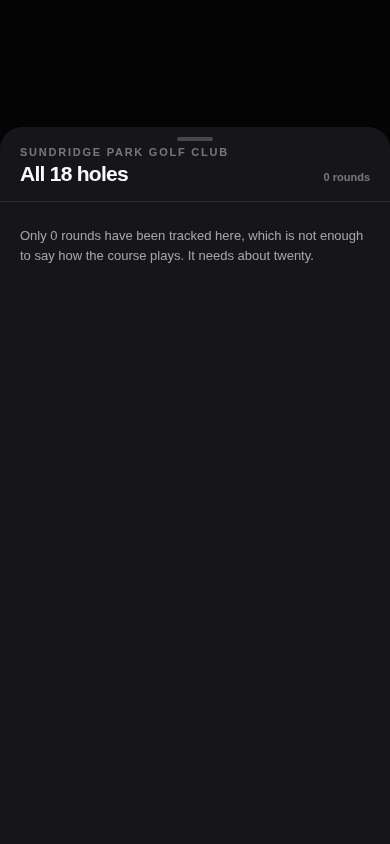 SUNDRIDGE PARK GOLF CLUB
All 18 holes
0 rounds
Only 0 rounds have been tracked here, which is not enough
to say how the course plays. It needs about twenty.